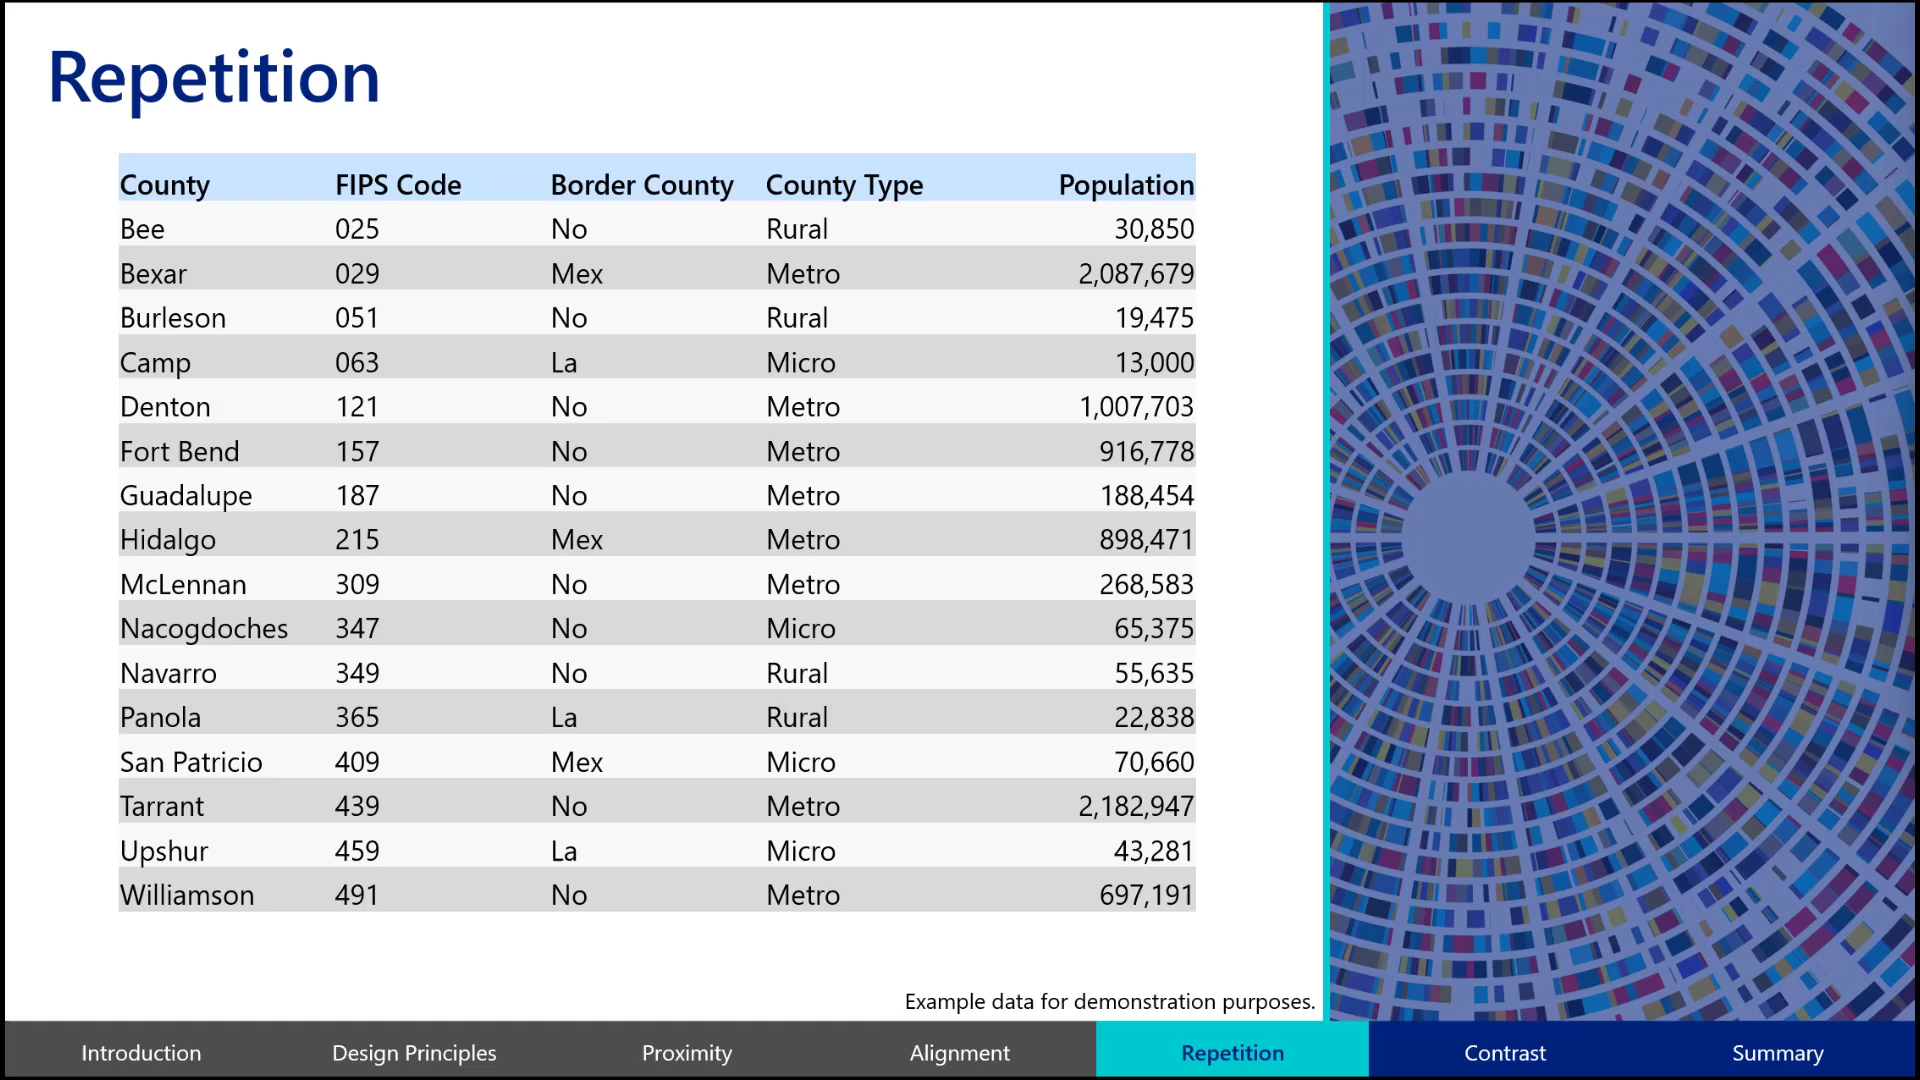 Repetition
County FIPS Code Border County County Type Population
Bee 025 No Rural 30,850
Bexar 029 Mex Metro 2,087,679
Burleson 051 No Rural 19,475
Camp 063 La Micro 13,000
Denton 121 No Metro 1,007,703
Fort Bend 157 No Metro 916,778
Guadalupe 187 No Metro 188,454
Hidalgo 215 Mex Metro 898,471
McLennan 309 No Metro 268,583
Nacogdoches 347 No Micro 65,375
Navarro 349 No Rural 55,635
Panola 365 La Rural 22,838
San Patricio 409 Mex Micro 70,660
Tarrant 439 No Metro 2,182,947
Upshur 459 La Micro 43,281
Williamson 491 No Metro 697,191
Example data for demonstration purposes.
Introduction Design Principles Proximity Alignment Repetition Contrast Summary